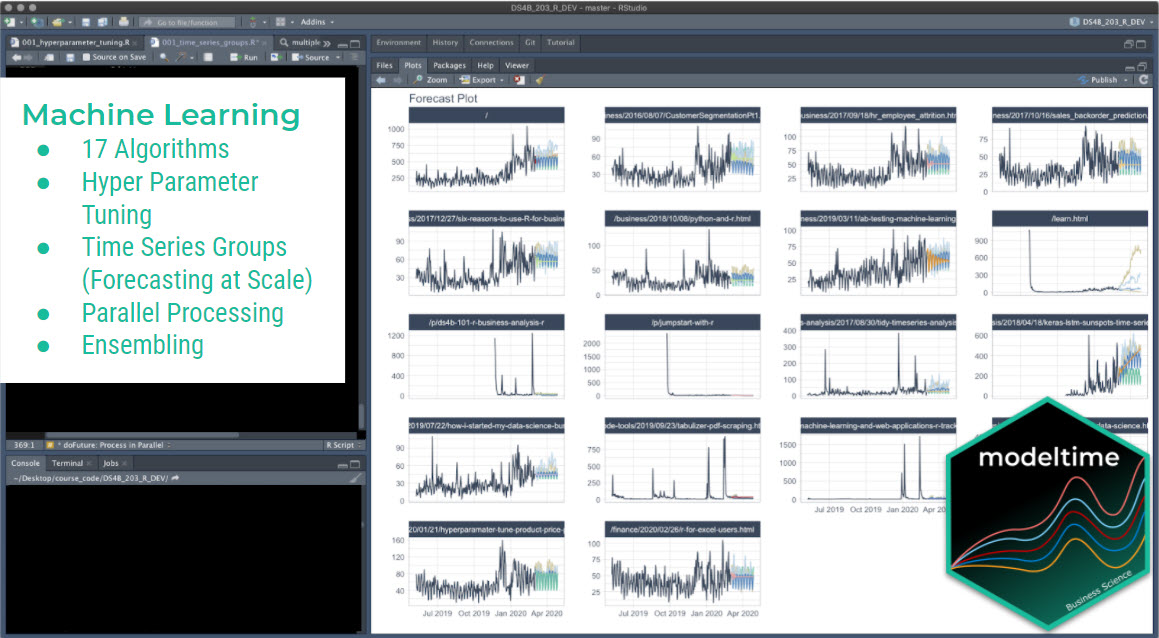 DS4B_203_R_DEV - master - RStudio
Go to file/function
Addins
DS4B_203_R_DEV
001_hyperparameter_tuning.R
001_time_series_groups.R*
multiple
Source on Save
Run
Source
Machine Learning
● 17 Algorithms
● Hyper Parameter
Tuning
● Time Series Groups
(Forecasting at Scale)
● Parallel Processing
● Ensembling
369:1
* doFuture: Process in Parallel
R Script
Console
Terminal
Jobs
~/Desktop/course_code/DS4B_203_R_DEV/
Environment
History
Connections
Git
Tutorial
Files
Plots
Packages
Help
Viewer
Zoom
Export
Publish
Forecast Plot
/
1000
750
500
250
ness/2016/08/07/CustomerSegmentationPt1.
90
60
30
usiness/2017/09/18/hr_employee_attrition.htm
100
75
50
25
ness/2017/10/16/sales_backorder_prediction.
75
50
25
0
ss/2017/12/27/six-reasons-to-use-R-for-busine
90
60
30
/business/2018/10/08/python-and-r.html
100
50
0
business/2019/03/11/ab-testing-machine-learning
100
75
50
25
/learn.html
900
600
300
0
/p/ds4b-101-r-business-analysis-r
1200
800
400
0
/p/jumpstart-with-r
2000
1500
1000
500
0
s-analysis/2017/08/30/tidy-timeseries-analysis
400
300
200
100
0
sis/2018/04/18/keras-lstm-sunspots-time-serie
600
400
200
0
2019/07/22/how-i-started-my-data-science-bus
90
60
30
0
de-tools/2019/09/23/tabulizer-pdf-scraping.ht
750
500
250
0
machine-learning-and-web-applications-r-track
1500
1000
500
0
Jul 2019
Oct 2019
Jan 2020
Apr 20
data-science.h
20/01/21/hyperparamater-tune-product-price-
160
120
80
40
Jul 2019
Oct 2019
Jan 2020
Apr 2020
/finance/2020/02/26/r-for-excel-users.html
100
75
50
25
Jul 2019
Oct 2019
Jan 2020
Apr 2020
modeltime
Business Science